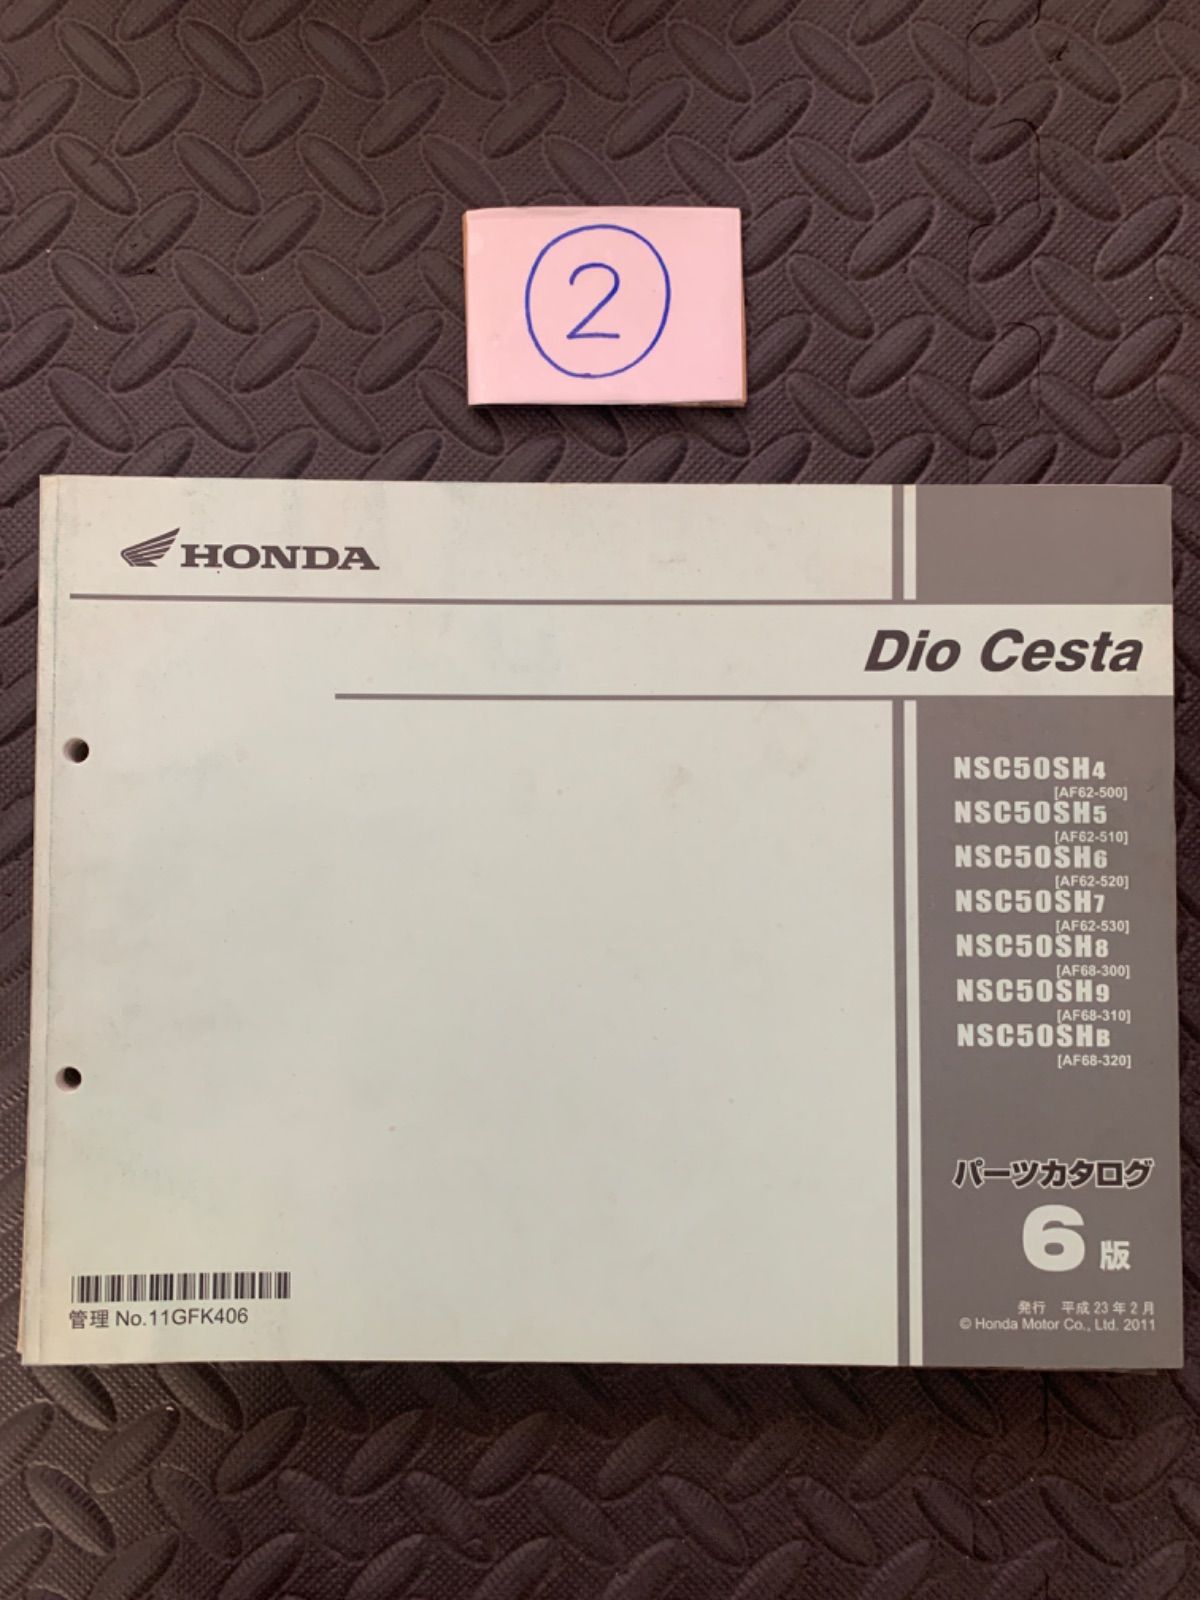 ②
HONDA
Dio Cesta
NSC50SH4
[AF62-500]
NSC50SH5
[AF62-510]
NSC50SH6
[AF62-520]
NSC50SH7
[AF62-530]
NSC50SH8
[AF68-300]
NSC50SH9
[AF68-310]
NSC50SHB
[AF68-320]
パーツカタログ
6版
発行 平成23年2月
© Honda Motor Co., Ltd. 2011
管理 No.11GFK406